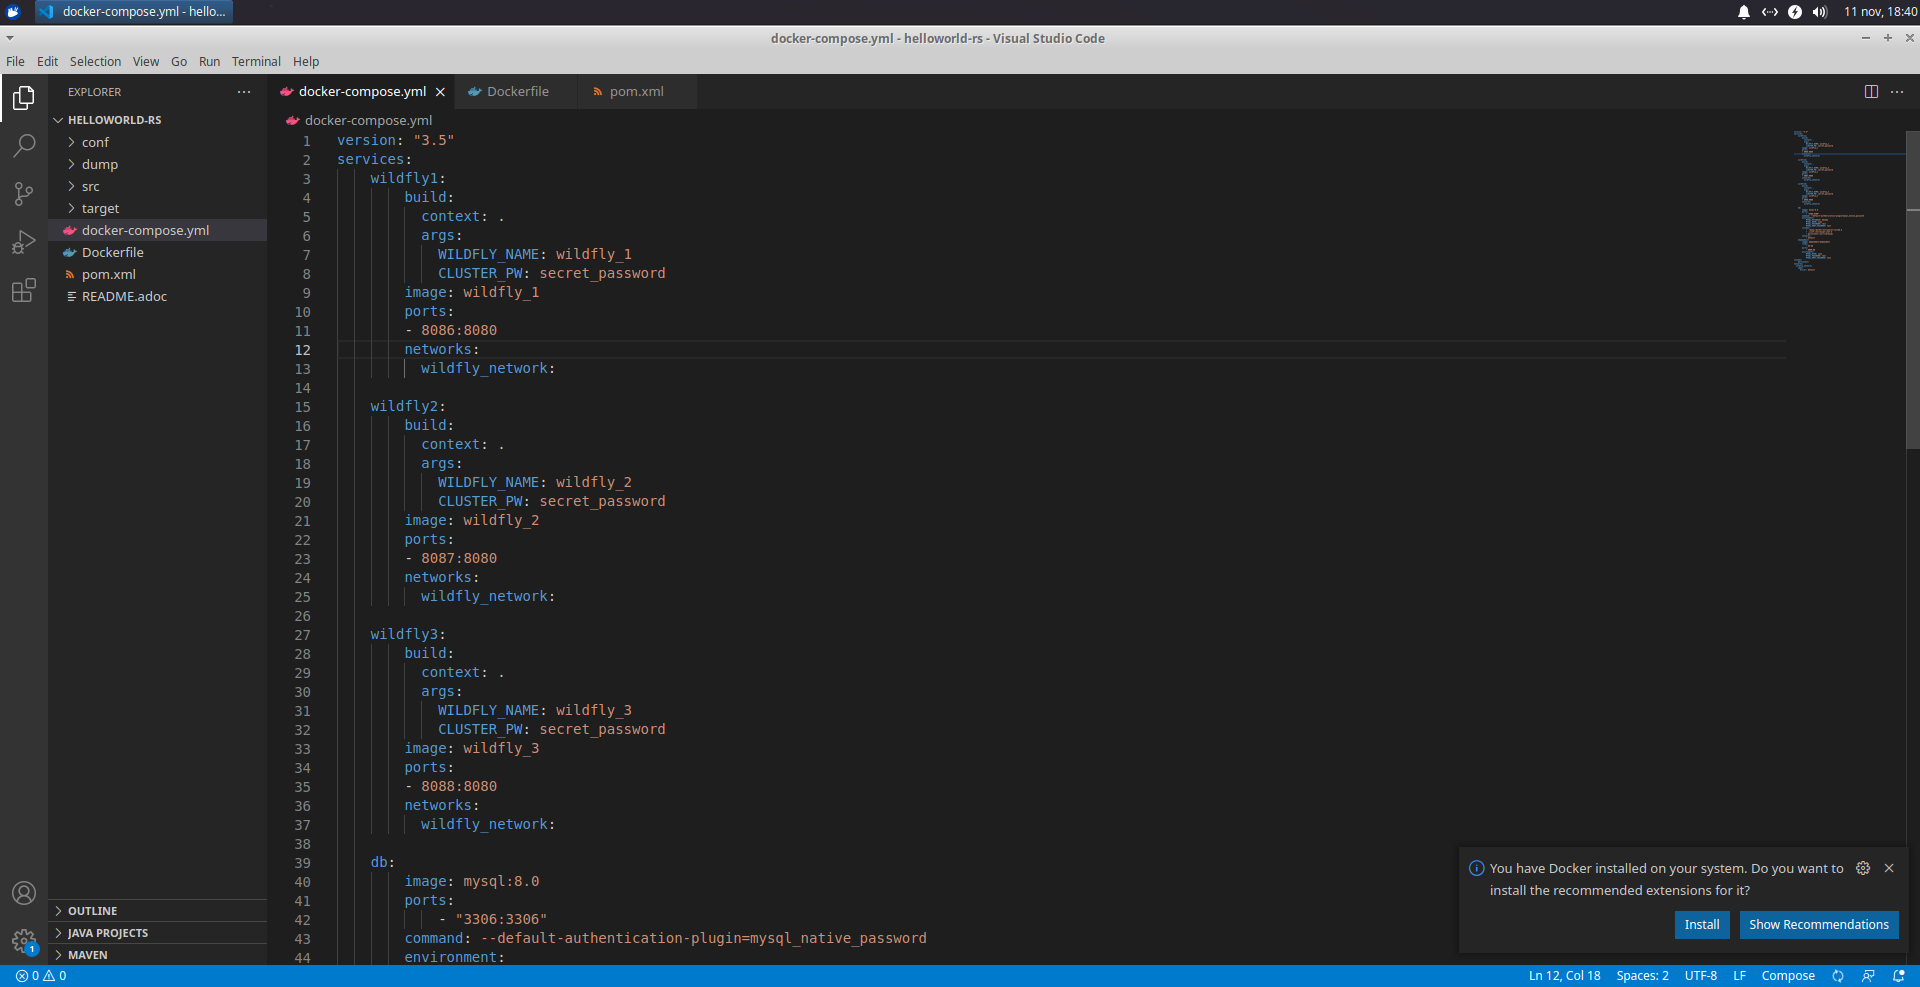 docker-compose.yml - hello...
11 nov, 18:40
docker-compose.yml - helloworld-rs - Visual Studio Code
File Edit Selection View Go Run Terminal Help
EXPLORER
docker-compose.yml
Dockerfile
pom.xml
HELLOWORLD-RS
conf
dump
src
target
docker-compose.yml
Dockerfile
pom.xml
README.adoc
OUTLINE
JAVA PROJECTS
MAVEN
1
docker-compose.yml
1 version: "3.5"
2 services:
3 wildfly1:
4 build:
5 context: .
6 args:
7 WILDFLY_NAME: wildfly_1
8 CLUSTER_PW: secret_password
9 image: wildfly_1
10 ports:
11 - 8086:8080
12 networks:
13 wildfly_network:
14
15 wildfly2:
16 build:
17 context: .
18 args:
19 WILDFLY_NAME: wildfly_2
20 CLUSTER_PW: secret_password
21 image: wildfly_2
22 ports:
23 - 8087:8080
24 networks:
25 wildfly_network:
26
27 wildfly3:
28 build:
29 context: .
30 args:
31 WILDFLY_NAME: wildfly_3
32 CLUSTER_PW: secret_password
33 image: wildfly_3
34 ports:
35 - 8088:8080
36 networks:
37 wildfly_network:
38
39 db:
40 image: mysql:8.0
41 ports:
42 - "3306:3306"
43 command: --default-authentication-plugin=mysql_native_password
44 environment:
You have Docker installed on your system. Do you want to
install the recommended extensions for it?
Install
Show Recommendations
0 0
Ln 12, Col 18 Spaces: 2 UTF-8 LF Compose